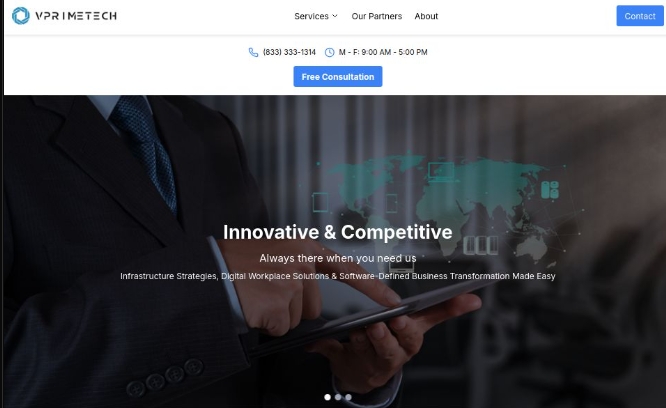 VPRIMETECH
Services
Our Partners
About
Contact
(833) 333-1314
M - F: 9:00 AM - 5:00 PM
Free Consultation
Innovative & Competitive
Always there when you need us
Infrastructure Strategies, Digital Workplace Solutions & Software-Defined Business Transformation Made Easy